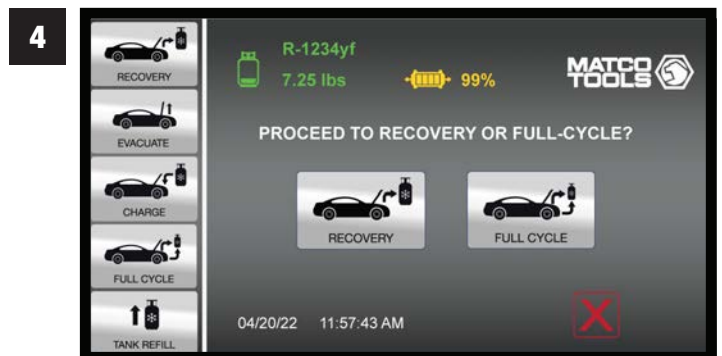 4
RECOVERY
EVACUATE
CHARGE
FULL CYCLE
TANK REFILL
R-1234yf
7.25 lbs
99%
MATCO
TOOLS
PROCEED TO RECOVERY OR FULL-CYCLE?
RECOVERY
FULL CYCLE
04/20/22 11:57:43 AM